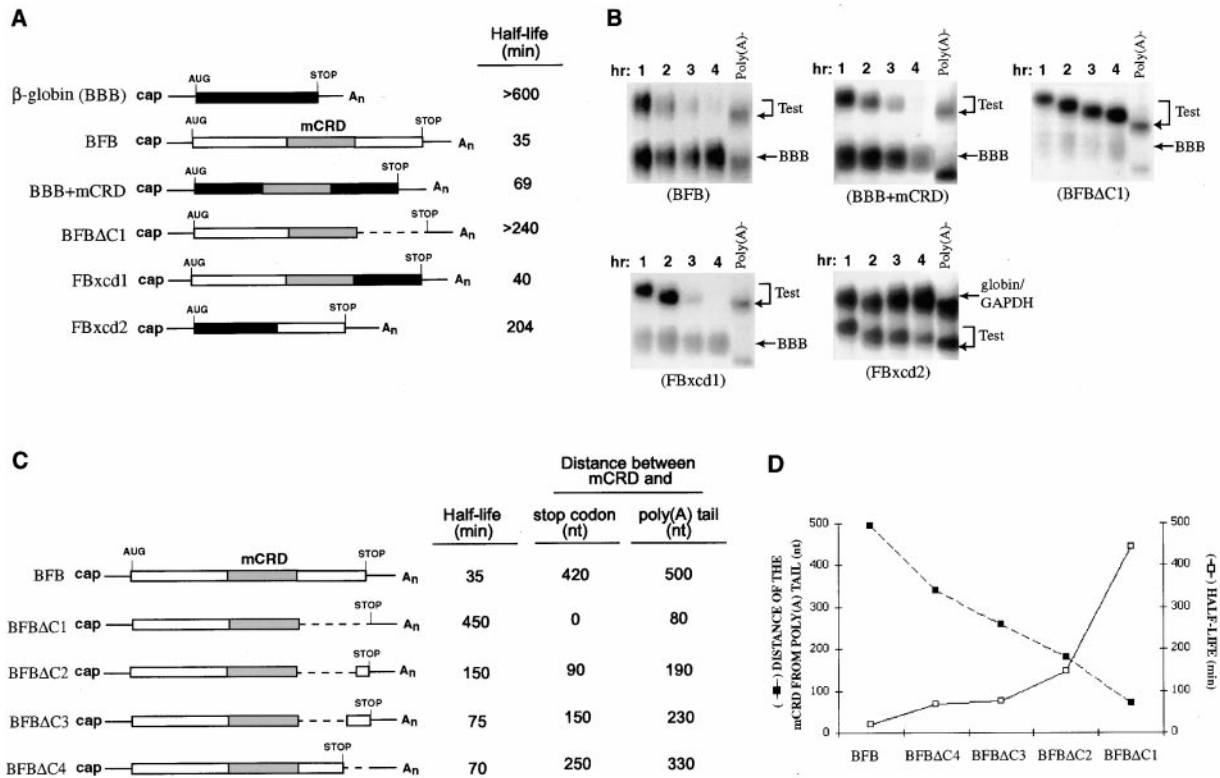 A
Half-life
(min)
β-globin (BBB) cap AUG STOP An >600
BFB cap AUG mCRD STOP An 35
BBB+mCRD cap AUG STOP An 69
BFBΔC1 cap AUG STOP An >240
FBxcd1 cap AUG STOP An 40
FBxcd2 cap AUG STOP An 204
B
hr: 1 2 3 4 Poly(A)-
Test
BBB
(BFB)
hr: 1 2 3 4 Poly(A)-
Test
BBB
(BBB+mCRD)
hr: 1 2 3 4 Poly(A)-
Test
BBB
(BFBΔC1)
hr: 1 2 3 4 Poly(A)-
Test
BBB
(FBxcd1)
hr: 1 2 3 4 Poly(A)-
globin/
GAPDH
Test
(FBxcd2)
C
Distance between
mCRD and
Half-life
(min)
stop codon
(nt)
poly(A) tail
(nt)
BFB cap AUG mCRD STOP An 35 420 500
BFBΔC1 cap STOP An 450 0 80
BFBΔC2 cap STOP An 150 90 190
BFBΔC3 cap STOP An 75 150 230
BFBΔC4 cap STOP An 70 250 330
D
(-■-) DISTANCE OF THE
mCRD FROM POLY(A) TAIL (nt)
500
400
300
200
100
0
500
400
300
200
100
0
(-□-) HALF-LIFE (min)
BFB BFBΔC4 BFBΔC3 BFBΔC2 BFBΔC1